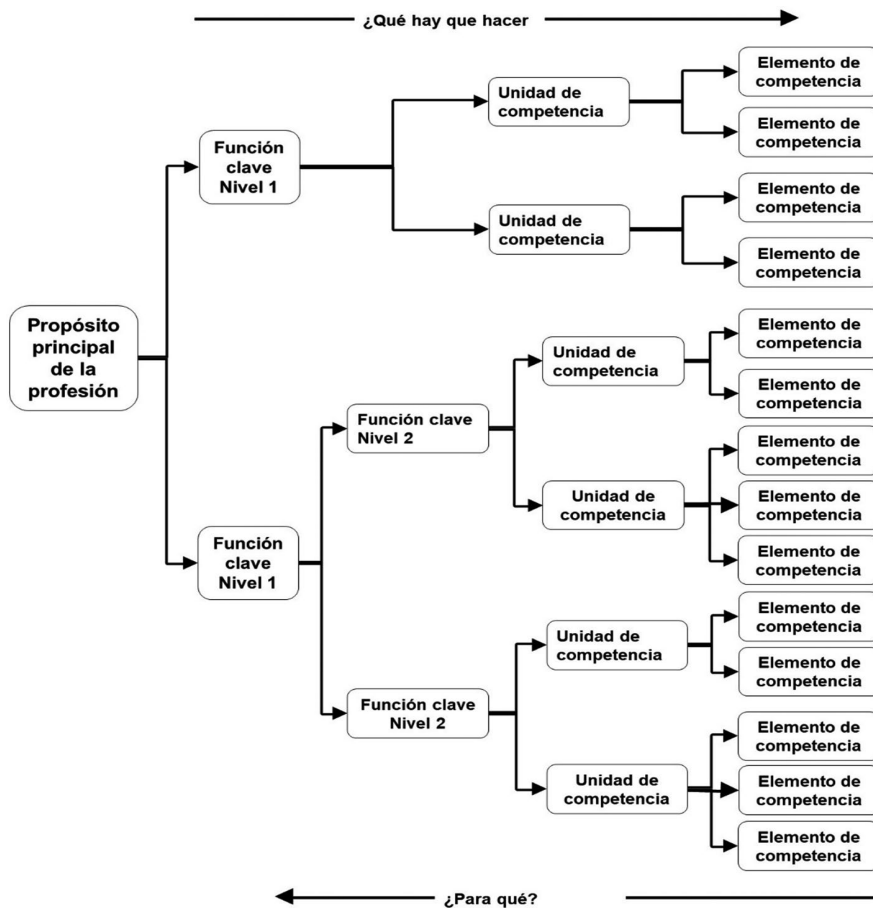 ¿Qué hay que hacer
Elemento de
competencia
Unidad de
competencia
Elemento de
competencia
Función
clave
Nivel 1
Elemento de
competencia
Unidad de
competencia
Elemento de
competencia
Propósito
principal
de la
profesión
Elemento de
competencia
Unidad de
competencia
Elemento de
competencia
Función clave
Nivel 2
Elemento de
competencia
Unidad de
competencia
Elemento de
competencia
Elemento de
competencia
Función
clave
Nivel 1
Elemento de
competencia
Unidad de
competencia
Elemento de
competencia
Función clave
Nivel 2
Elemento de
competencia
Unidad de
competencia
Elemento de
competencia
Elemento de
competencia
¿Para qué?